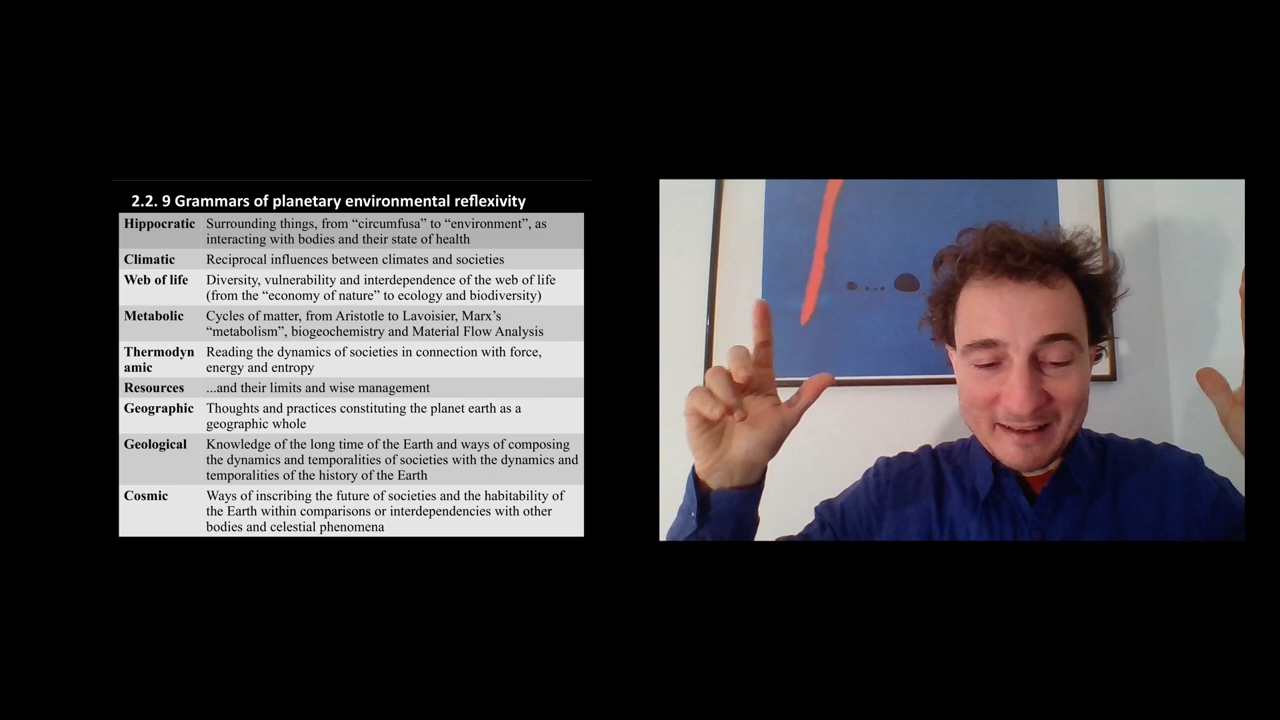 2.2. 9 Grammars of planetary environmental reflexivity
Hippocratic Surrounding things, from “circumfusa” to “environment”, as
interacting with bodies and their state of health
Climatic Reciprocal influences between climates and societies
Web of life Diversity, vulnerability and interdependence of the web of life
(from the “economy of nature” to ecology and biodiversity)
Metabolic Cycles of matter, from Aristotle to Lavoisier, Marx’s
“metabolism”, biogeochemistry and Material Flow Analysis
Thermodyn Reading the dynamics of societies in connection with force,
amic energy and entropy
Resources ...and their limits and wise management
Geographic Thoughts and practices constituting the planet earth as a
geographic whole
Geological Knowledge of the long time of the Earth and ways of composing
the dynamics and temporalities of societies with the dynamics and
temporalities of the history of the Earth
Cosmic Ways of inscribing the future of societies and the habitability of
the Earth within comparisons or interdependencies with other
bodies and celestial phenomena